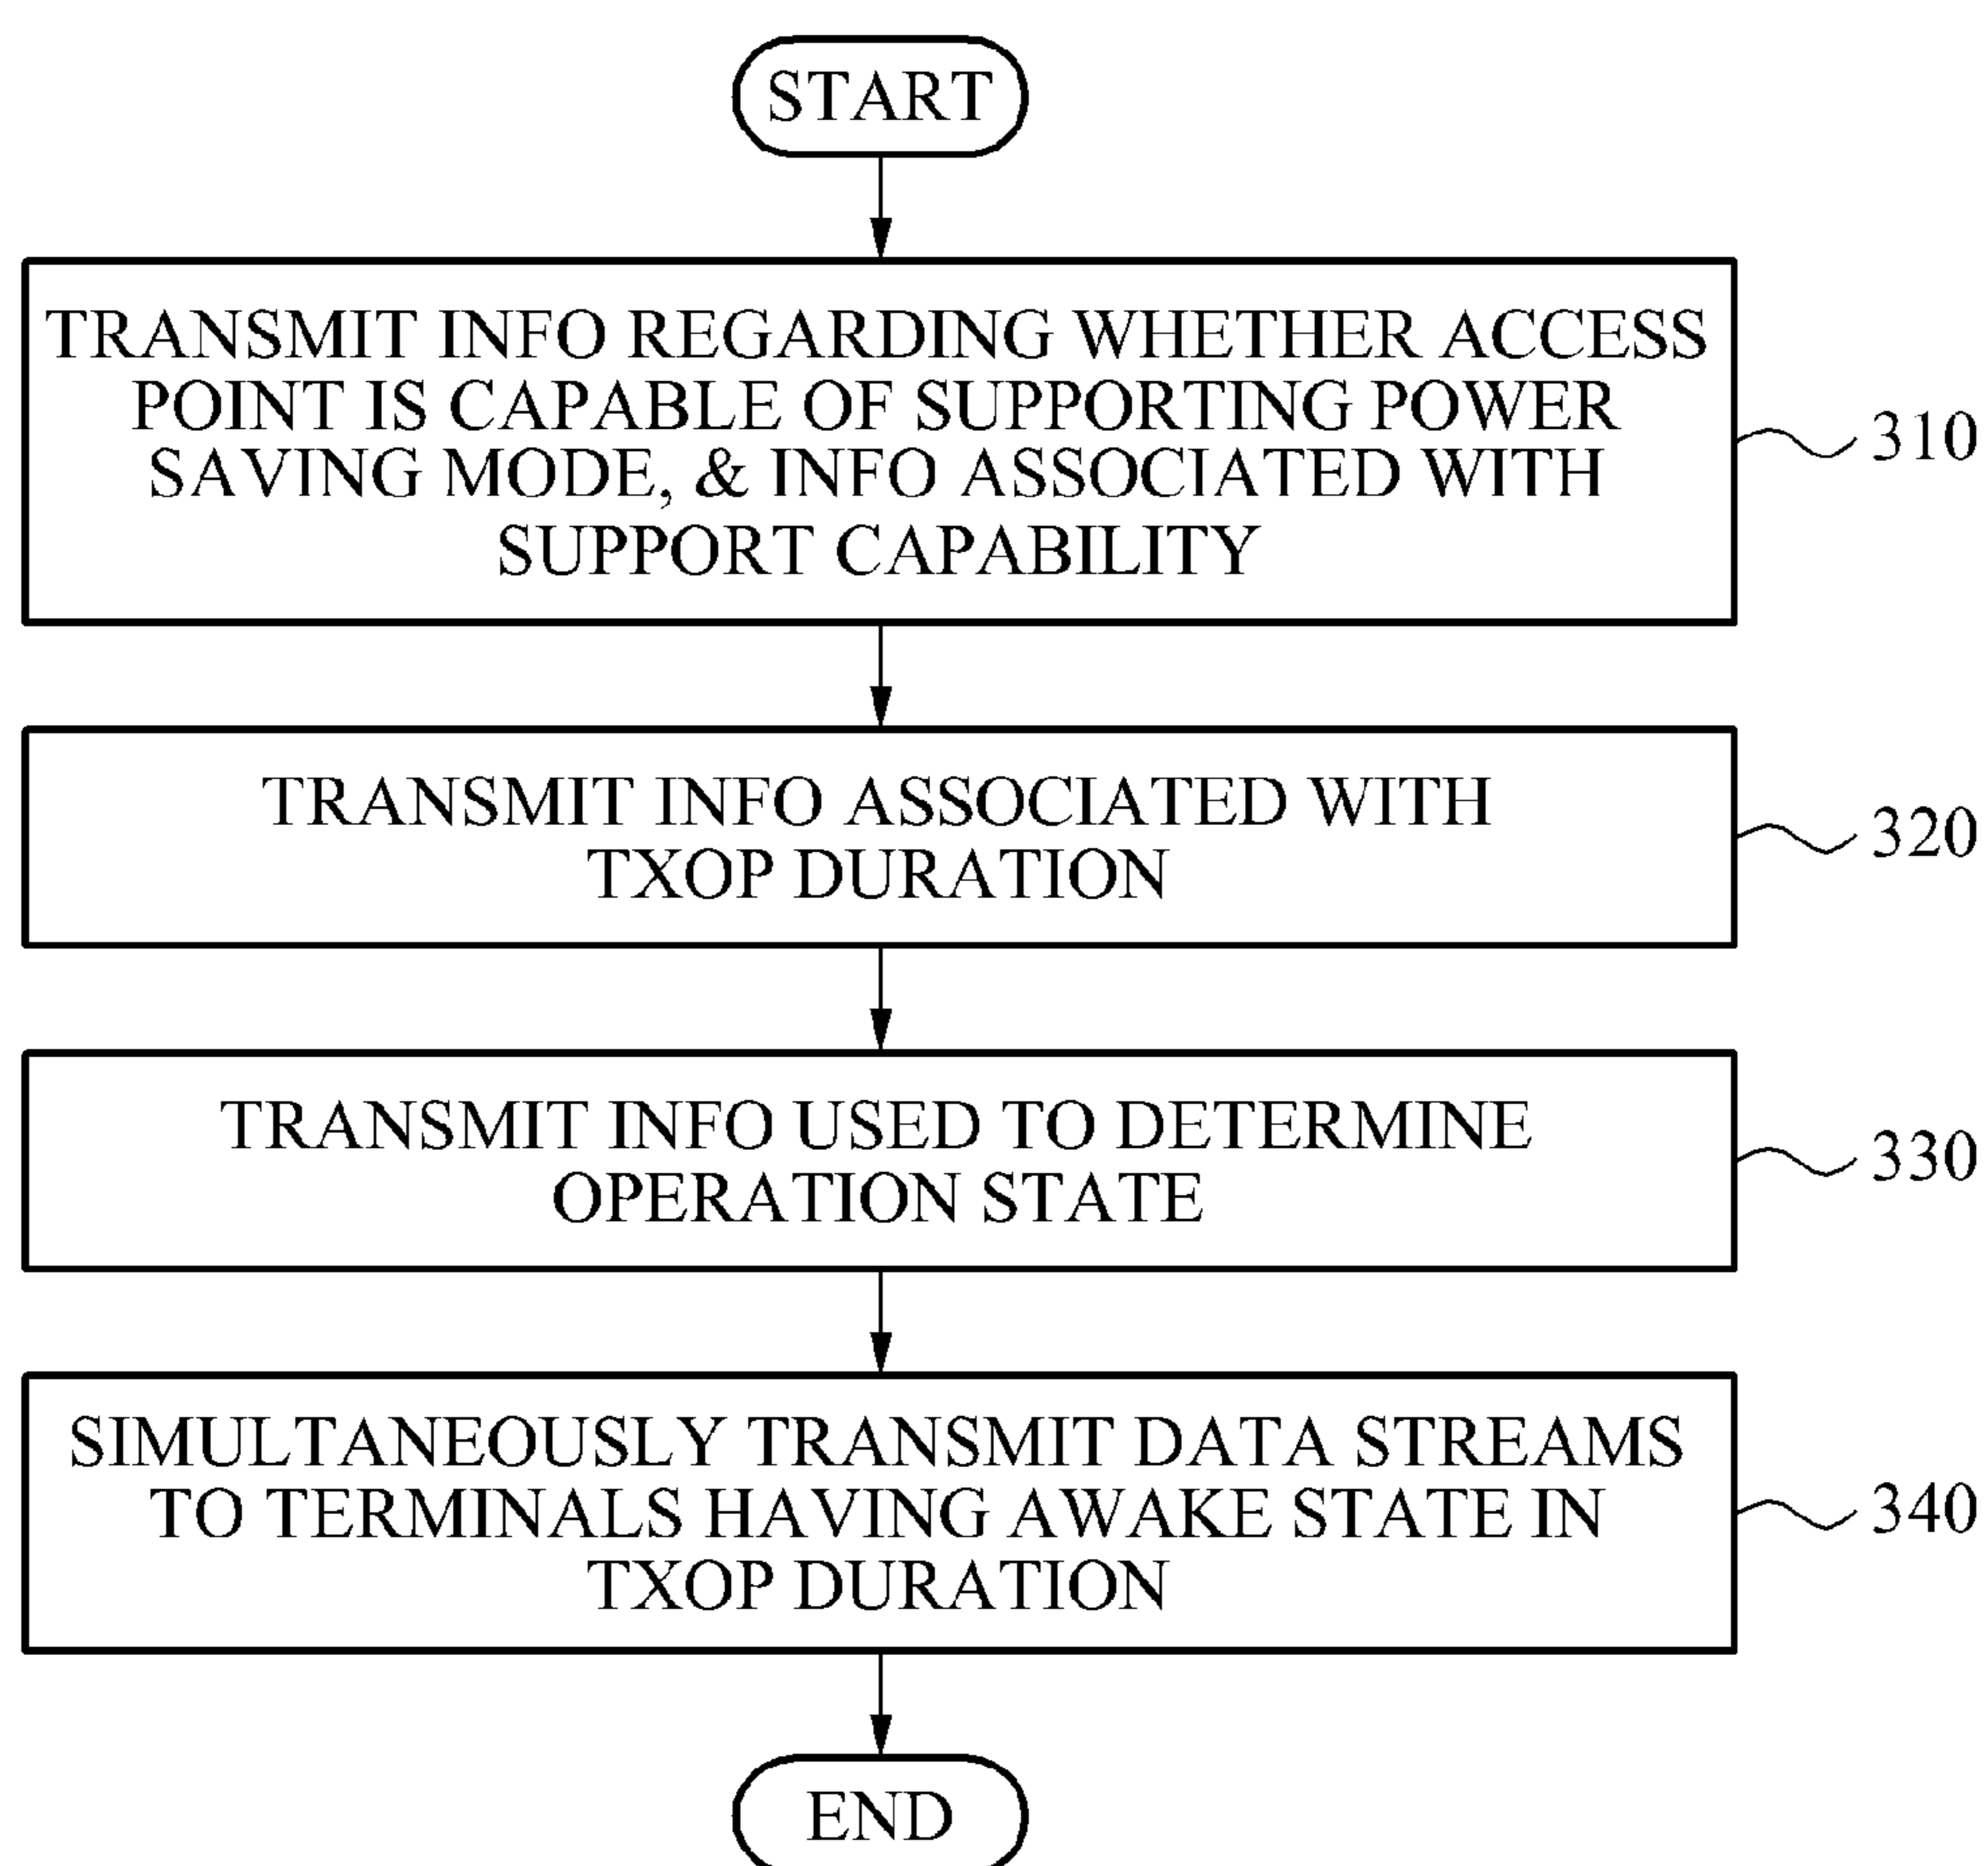 START
TRANSMIT INFO REGARDING WHETHER ACCESS
POINT IS CAPABLE OF SUPPORTING POWER
SAVING MODE, & INFO ASSOCIATED WITH
SUPPORT CAPABILITY
310
TRANSMIT INFO ASSOCIATED WITH
TXOP DURATION
320
TRANSMIT INFO USED TO DETERMINE
OPERATION STATE
330
SIMULTANEOUSLY TRANSMIT DATA STREAMS
TO TERMINALS HAVING AWAKE STATE IN
TXOP DURATION
340
END